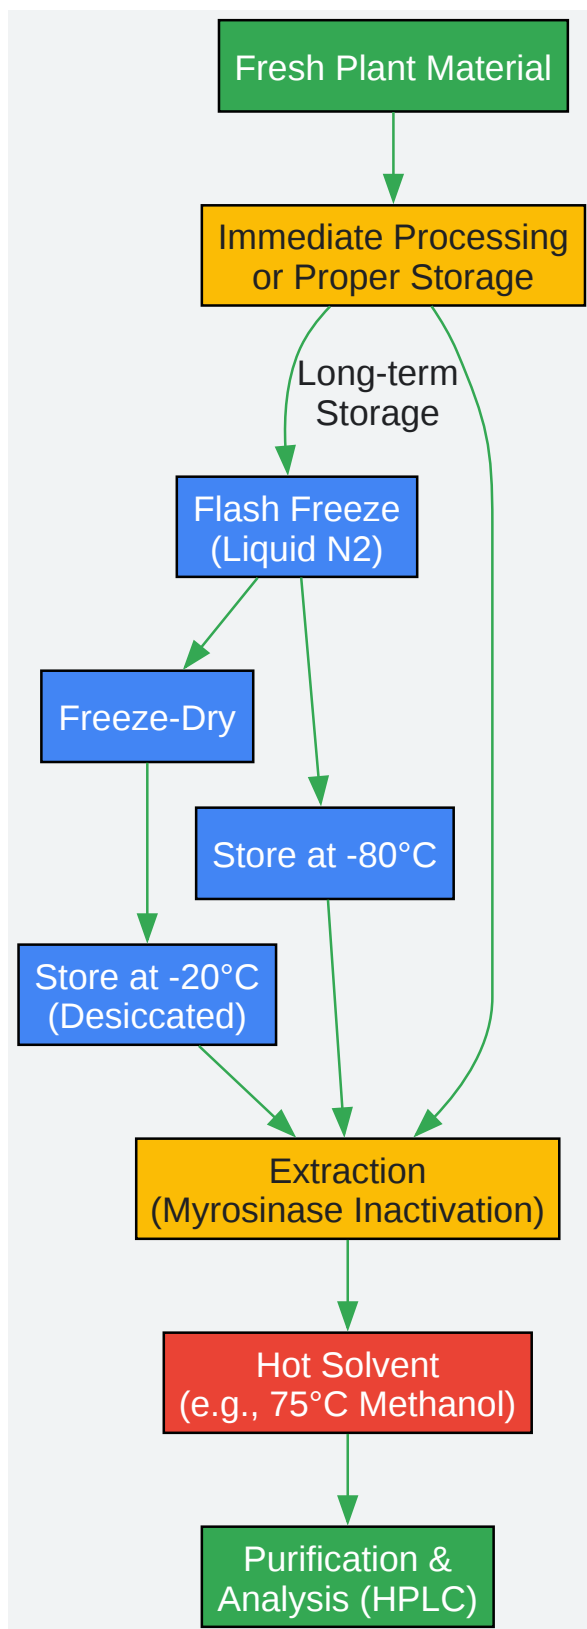 Fresh Plant Material
Immediate Processing
or Proper Storage
Long-term
Storage
Flash Freeze
(Liquid N2)
Freeze-Dry
Store at -80°C
Store at -20°C
(Desiccated)
Extraction
(Myrosinase Inactivation)
Hot Solvent
(e.g., 75°C Methanol)
Purification &
Analysis (HPLC)